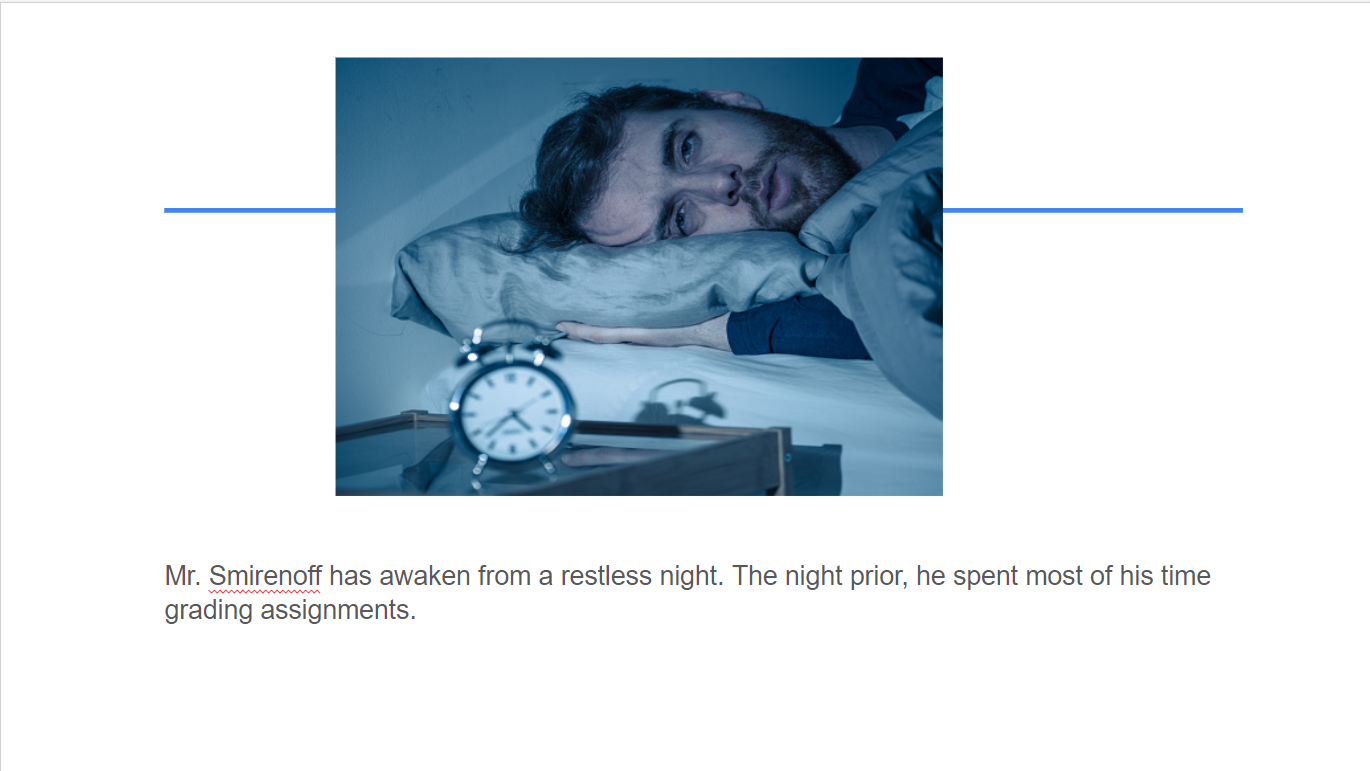 Mr. Smirenoff has awaken from a restless night. The night prior, he spent most of his time
grading assignments.